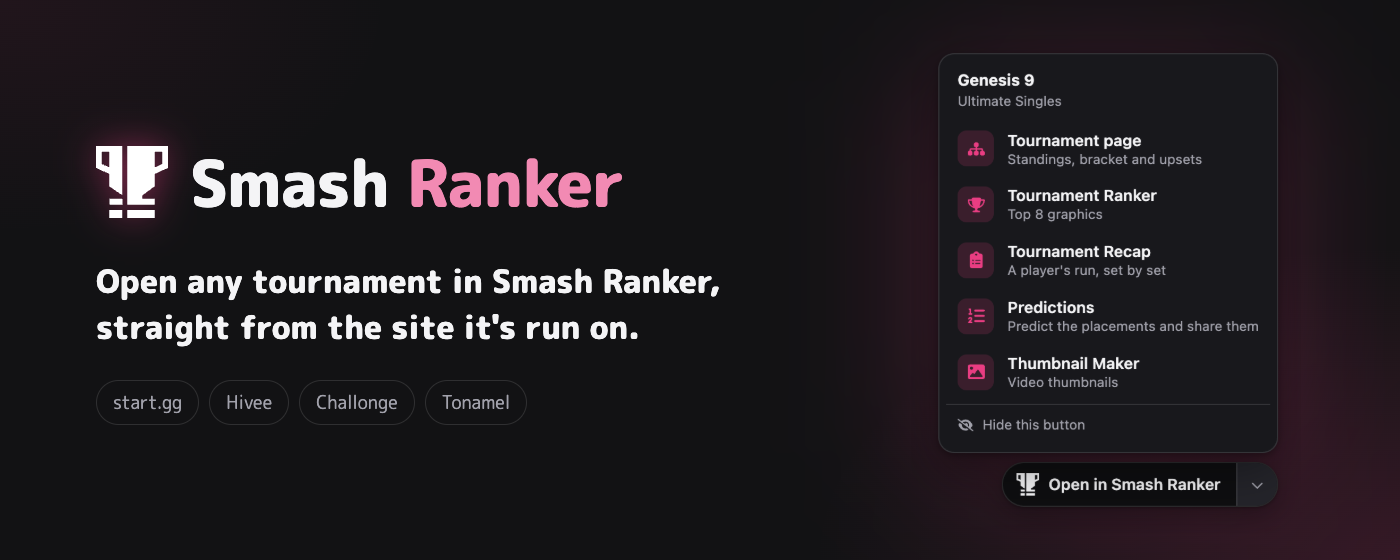 Smash Ranker
Open any tournament in Smash Ranker,
straight from the site it's run on.
start.gg
Hivee
Challonge
Tonamel
Genesis 9
Ultimate Singles
Tournament page
Standings, bracket and upsets
Tournament Ranker
Top 8 graphics
Tournament Recap
A player's run, set by set
Predictions
Predict the placements and share them
Thumbnail Maker
Video thumbnails
Hide this button
Open in Smash Ranker